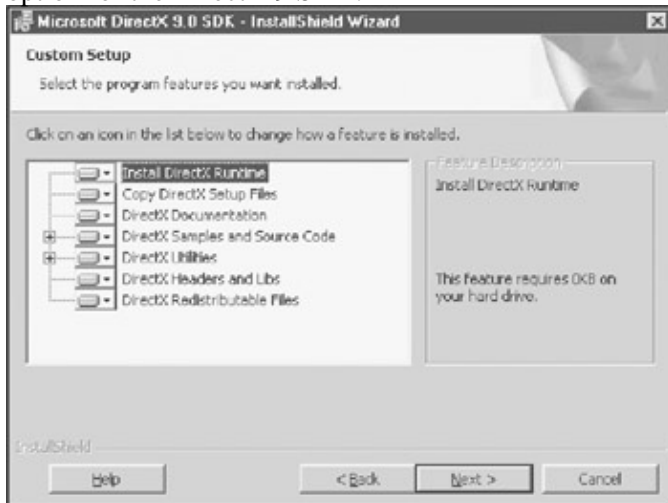 Microsoft DirectX 9.0 SDK - InstallShield Wizard
Custom Setup
Select the program features you want installed.
Click on an icon in the list below to change how a feature is installed.
Install DirectX Runtime
Copy DirectX Setup Files
DirectX Documentation
DirectX Samples and Source Code
DirectX Utilities
DirectX Headers and Libs
DirectX Redistributable Files
Feature Description
Install DirectX Runtime
This feature requires 0KB on
your hard drive.
InstallShield
Help
< Back
Next >
Cancel